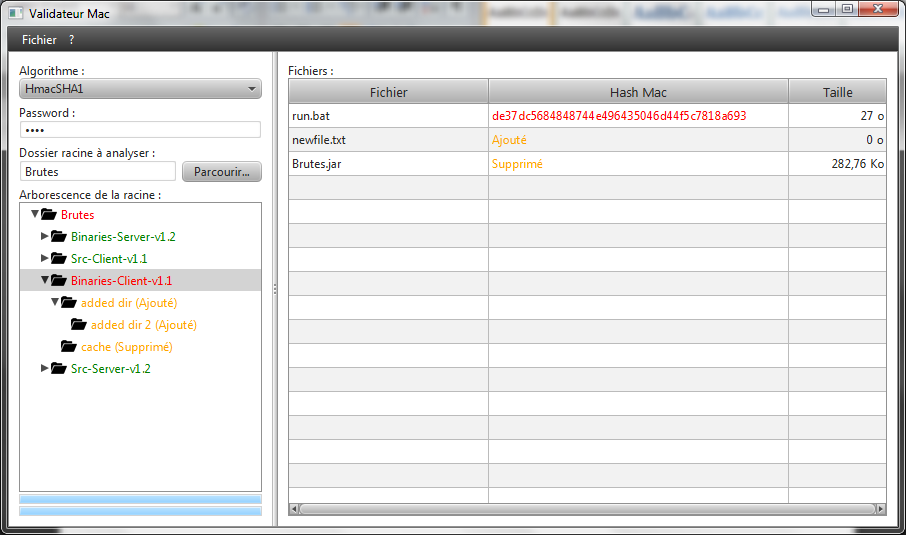 Validateur Mac
Fichier ?
Algorithme :
HmacSHA1
Password :
••••
Dossier racine à analyser :
Brutes
Parcourir...
Arborescence de la racine :
Brutes
Binaries-Server-v1.2
Src-Client-v1.1
Binaries-Client-v1.1
added dir (Ajouté)
added dir 2 (Ajouté)
cache (Supprimé)
Src-Server-v1.2
Fichiers :
Fichier Hash Mac Taille
run.bat de37dc5684848744e496435046d44f5c7818a693 27 o
newfile.txt Ajouté 0 o
Brutes.jar Supprimé 282,76 Ko